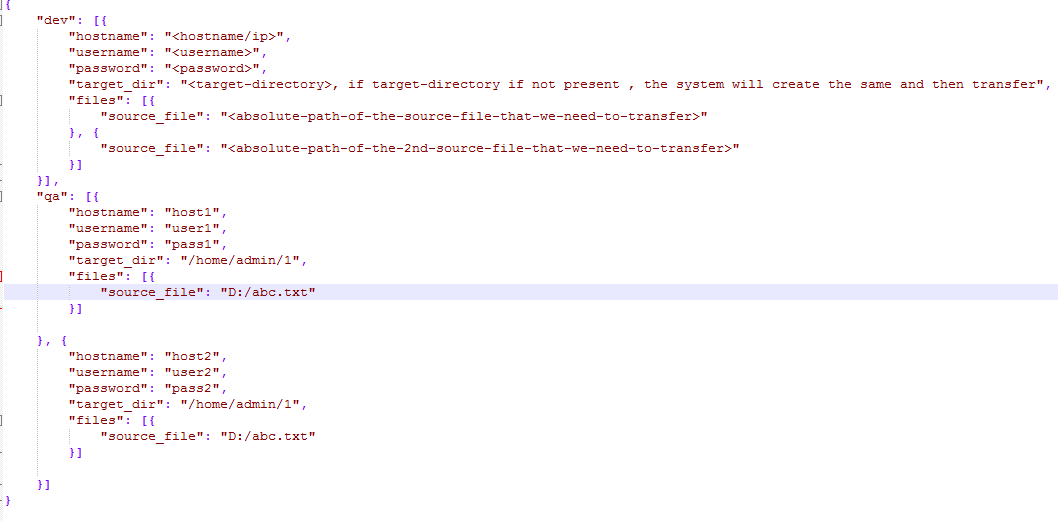 {
    "dev": [{
        "hostname": "<hostname/ip>",
        "username": "<username>",
        "password": "<password>",
        "target_dir": "<target-directory>, if target-directory if not present , the system will create the same and then transfer",
        "files": [{
            "source_file": "<absolute-path-of-the-source-file-that-we-need-to-transfer>"
        }, {
            "source_file": "<absolute-path-of-the-2nd-source-file-that-we-need-to-transfer>"
        }]
    }],
    "qa": [{
        "hostname": "host1",
        "username": "user1",
        "password": "pass1",
        "target_dir": "/home/admin/1",
        "files": [{
            "source_file": "D:/abc.txt"
        }]
    }, {
        "hostname": "host2",
        "username": "user2",
        "password": "pass2",
        "target_dir": "/home/admin/1",
        "files": [{
            "source_file": "D:/abc.txt"
        }]
    }]
}